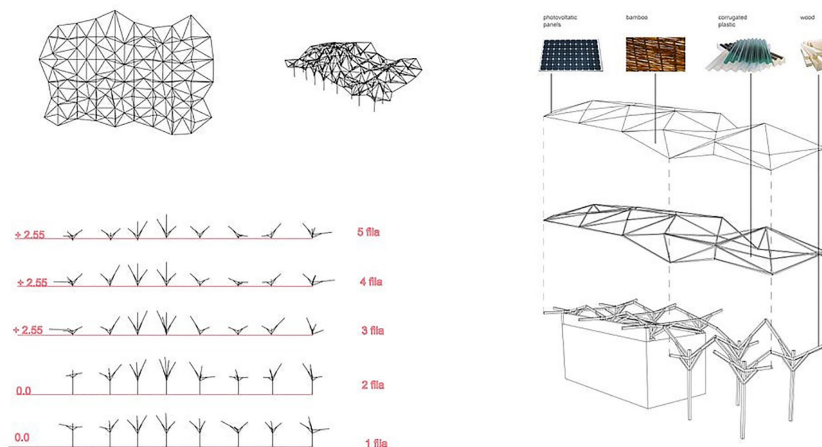 photovoltatic
panels
bamboo
corrugated
plastic
wood
÷ 2.55
5 fila
÷ 2.55
4 fila
÷ 2.55
3 fila
0.0
2 fila
0.0
1 fila